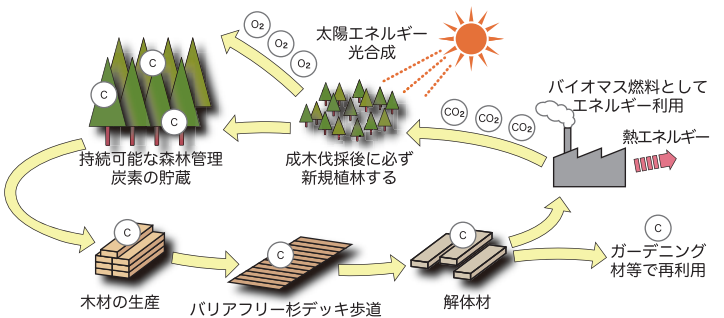 O₂
O₂
O₂
太陽エネルギー
光合成
C
C
C
CO₂
CO₂
CO₂
バイオマス燃料として
エネルギー利用
熱エネルギー
持続可能な森林管理
炭素の貯蔵
成木伐採後に必ず
新規植林する
C
C
C
C
木材の生産
バリアフリー杉デッキ歩道
解体材
ガーデニング
材等で再利用